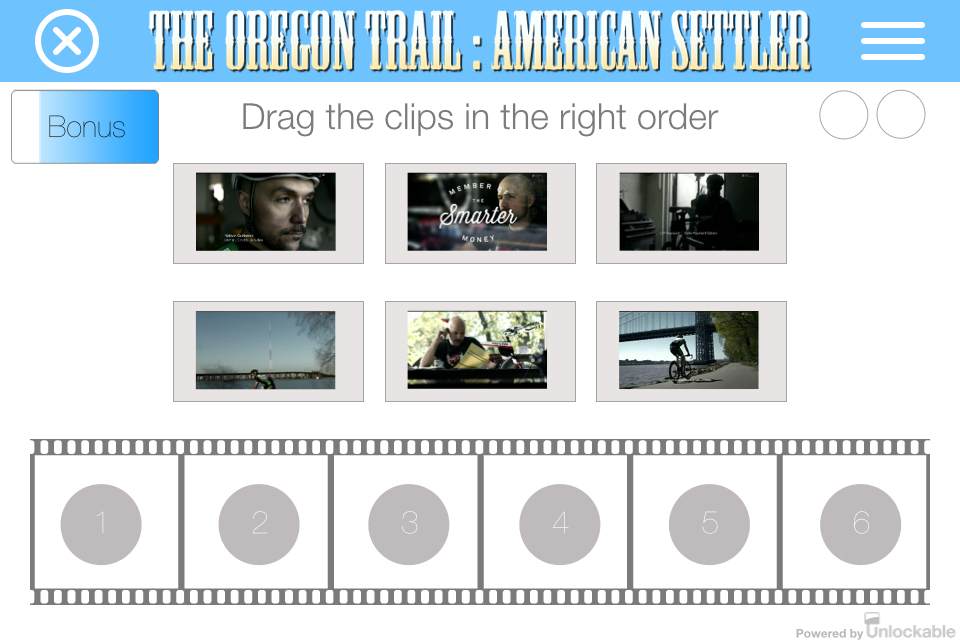 THE OREGON TRAIL : AMERICAN SETTLER
Bonus
Drag the clips in the right order
MEMBER
THE
Smarter
MONEY
1
2
3
4
5
6
Powered by Unlockable